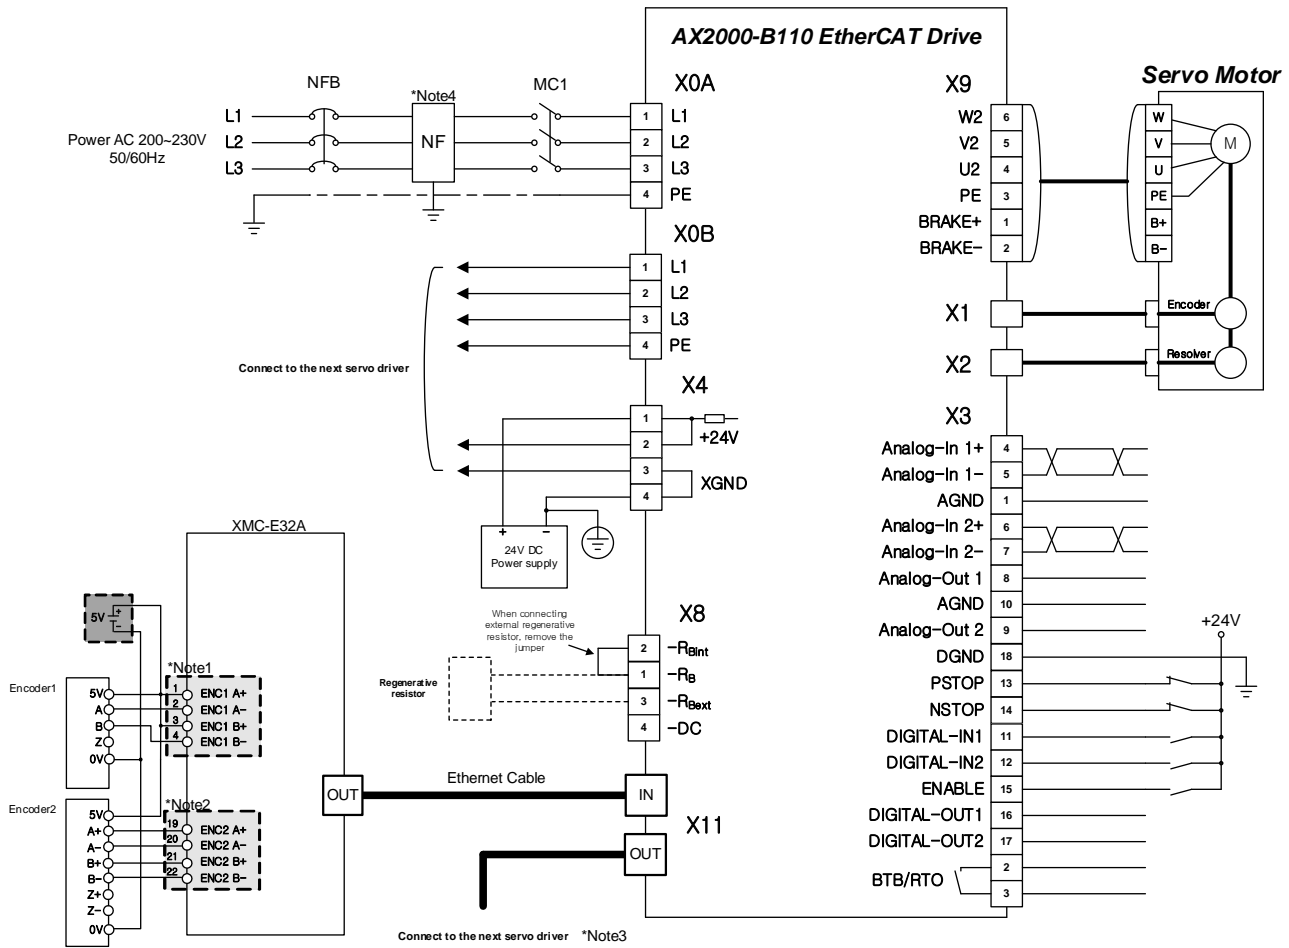 AX2000-B110 EtherCAT Drive
Servo Motor
NFB
*Note4
MC1
X0A
X9
L1
L2
L3
Power AC 200~230V
50/60Hz
NF
1 L1
2 L2
3 L3
4 PE
W2 6
V2 5
U2 4
PE 3
BRAKE+ 1
BRAKE- 2
W
V
U
PE
B+
B-
M
X0B
1 L1
2 L2
3 L3
4 PE
Connect to the next servo driver
X1
Encoder
X2
Resolver
X4
1
2
3
4
+24V
XGND
+ -
24V DC
Power supply
X3
Analog-In 1+ 4
Analog-In 1- 5
AGND 1
Analog-In 2+ 6
Analog-In 2- 7
Analog-Out 1 8
AGND 10
Analog-Out 2 9
DGND 18
PSTOP 13
NSTOP 14
DIGITAL-IN1 11
DIGITAL-IN2 12
ENABLE 15
DIGITAL-OUT1 16
DIGITAL-OUT2 17
BTB/RTO
2
3
+24V
X8
When connecting
external regenerative
resistor, remove the
jumper
2 -RBint
1 -RB
3 -RBext
4 -DC
Regenerative
resistor
XMC-E32A
5V
+
-
*Note1
Encoder1
5V
A
B
Z
0V
1 ENC1 A+
2 ENC1 A-
3 ENC1 B+
4 ENC1 B-
*Note2
Encoder2
5V
A+
A-
B+
B-
Z+
Z-
0V
19 ENC2 A+
20 ENC2 A-
21 ENC2 B+
22 ENC2 B-
OUT
Ethernet Cable
IN
X11
OUT
Connect to the next servo driver *Note3